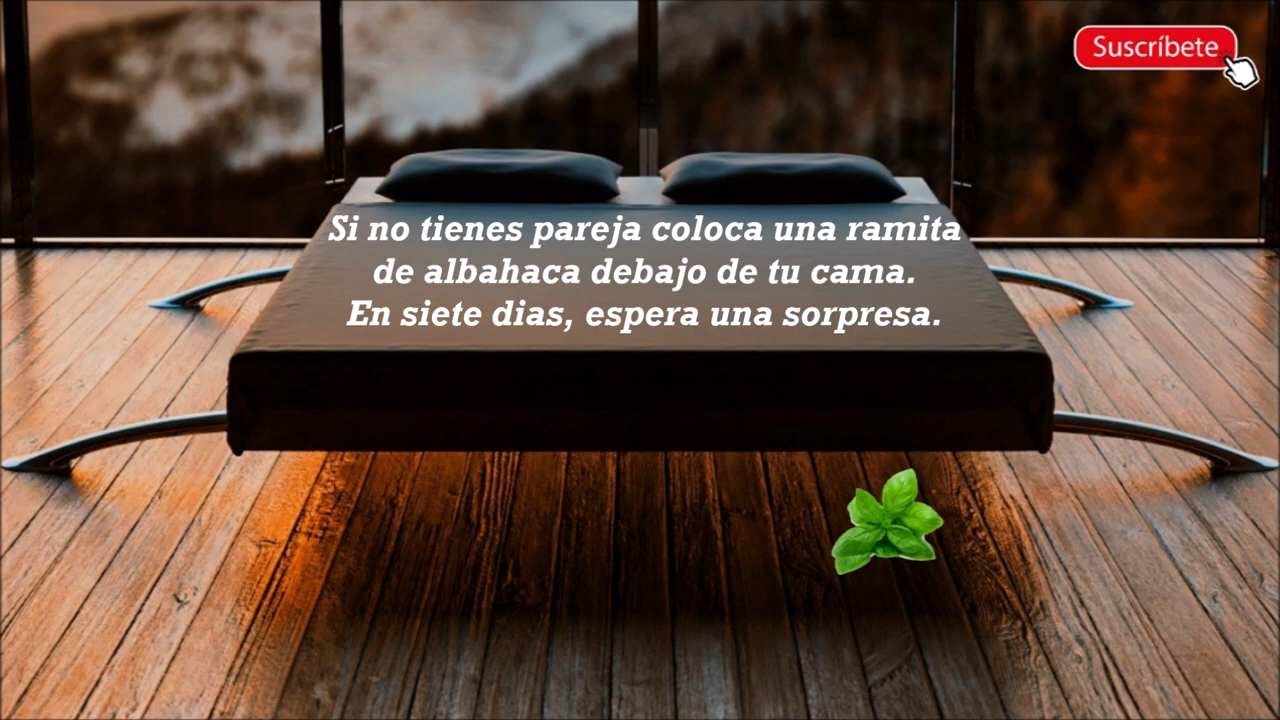 Suscríbete
Si no tienes pareja coloca una ramita
de albahaca debajo de tu cama.
En siete dias, espera una sorpresa.